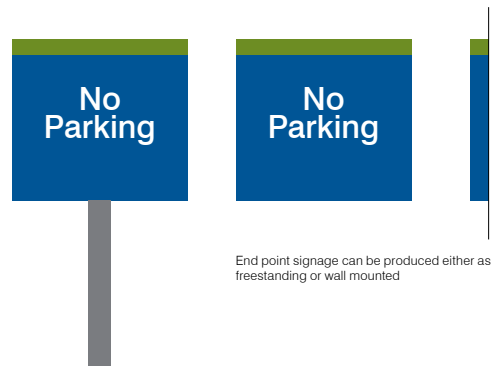 No
Parking
No
Parking
End point signage can be produced either as
freestanding or wall mounted